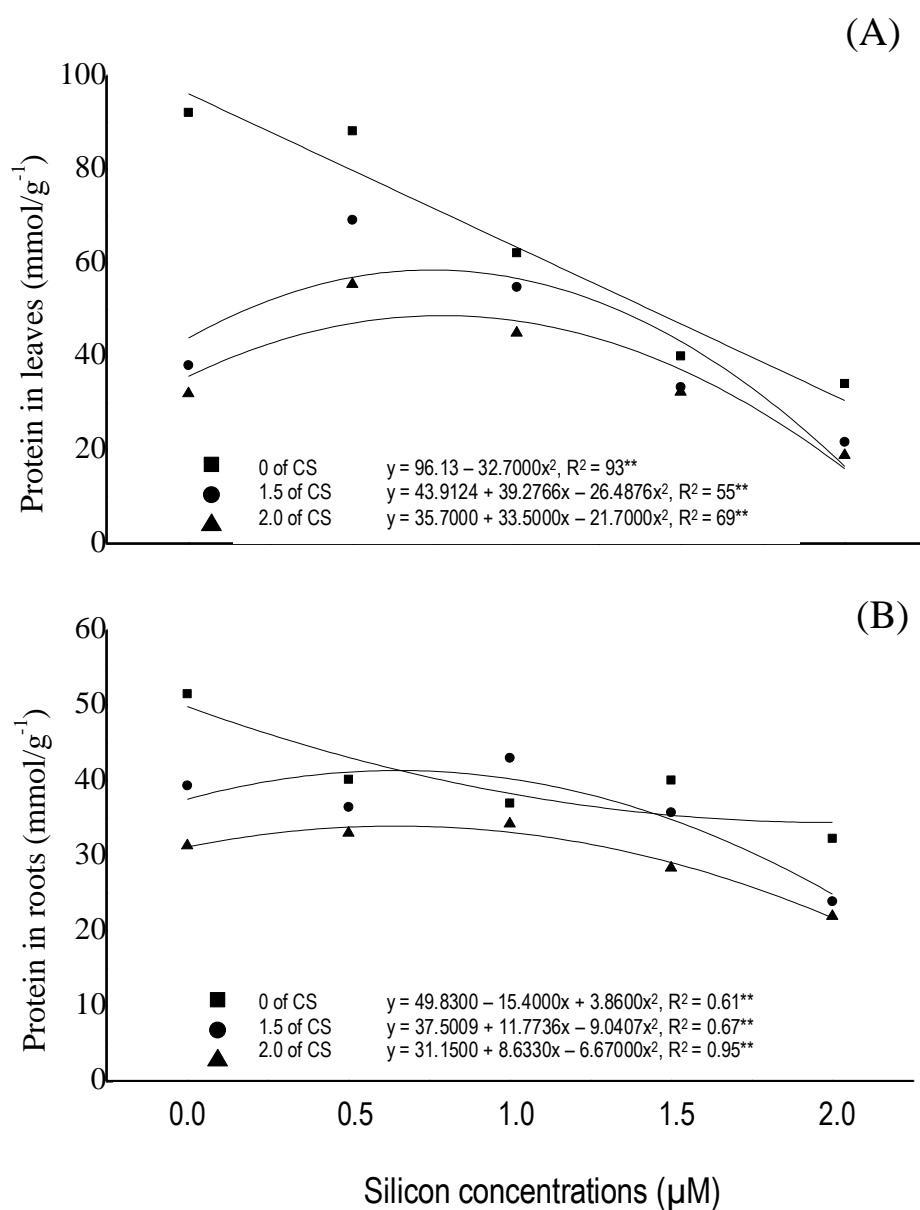 (A)
Protein in leaves (mmol/g⁻¹)
100
80
60
40
20
0
0 of CS y = 96.13 – 32.7000x², R² = 93**
1.5 of CS y = 43.9124 + 39.2766x – 26.4876x², R² = 55**
2.0 of CS y = 35.7000 + 33.5000x – 21.7000x², R² = 69**
(B)
Protein in roots (mmol/g⁻¹)
60
50
40
30
20
10
0
0 of CS y = 49.8300 – 15.4000x + 3.8600x², R² = 0.61**
1.5 of CS y = 37.5009 + 11.7736x – 9.0407x², R² = 0.67**
2.0 of CS y = 31.1500 + 8.6330x – 6.67000x², R² = 0.95**
0.0 0.5 1.0 1.5 2.0
Silicon concentrations (µM)